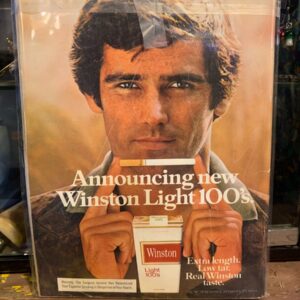 Announcing new
Winston Light 100's.
Winston
Light
100's
Extra length.
Low tar.
Real Winston
taste.